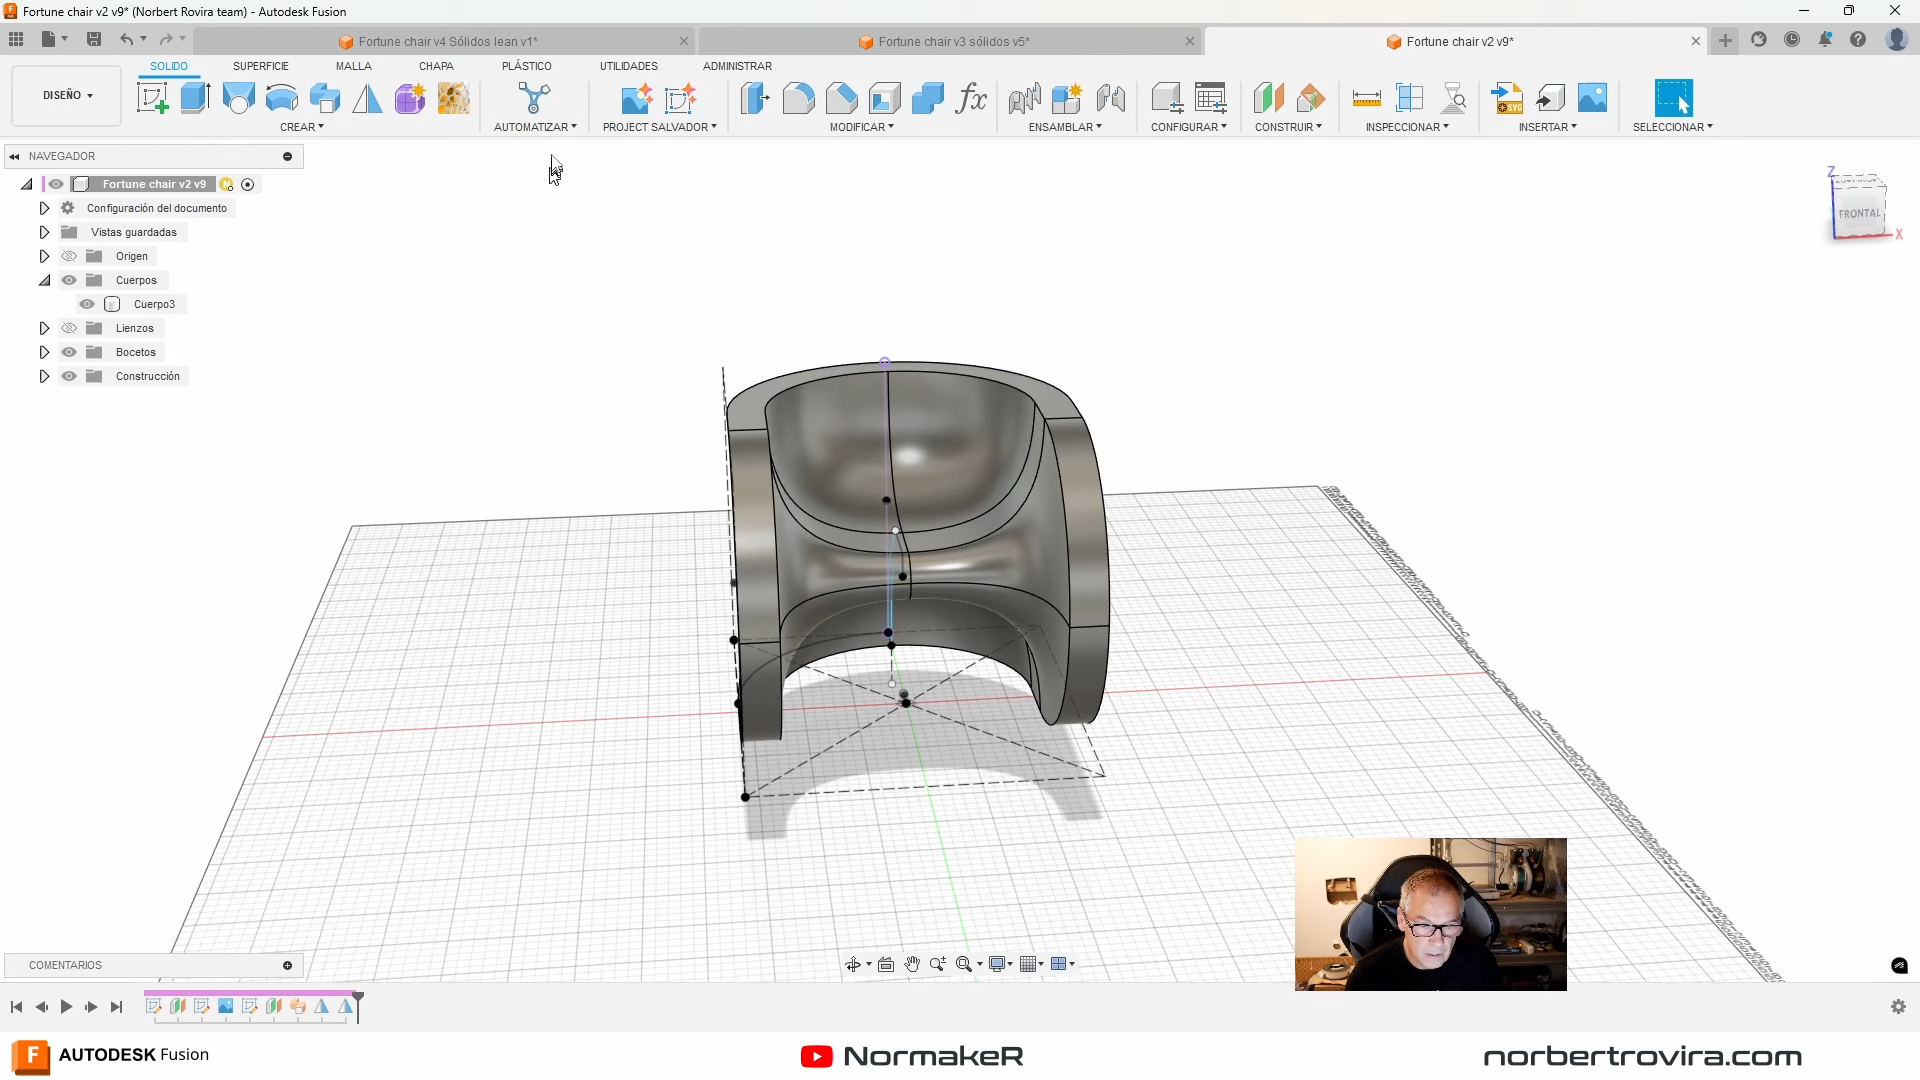 Fortune chair v2 v9* (Norbert Rovira team) - Autodesk Fusion
Fortune chair v4 Sólidos lean v1*
Fortune chair v3 sólidos v5*
Fortune chair v2 v9*
DISEÑO
SOLIDO
SUPERFICIE
MALLA
CHAPA
PLÁSTICO
UTILIDADES
ADMINISTRAR
CREAR
AUTOMATIZAR
PROJECT SALVADOR
MODIFICAR
ENSAMBLAR
CONFIGURAR
CONSTRUIR
INSPECCIONAR
INSERTAR
SELECCIONAR
NAVEGADOR
Fortune chair v2 v9
Configuración del documento
Vistas guardadas
Origen
Cuerpos
Cuerpo3
Lienzos
Bocetos
Construcción
Z
FRONTAL
X
COMENTARIOS
F AUTODESK Fusion
NormakeR
norbertrovira.com